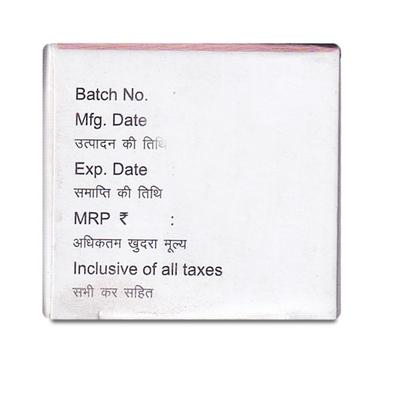 Batch No.
Mfg. Date
उत्पादन की तिथि
Exp. Date
समाप्ति की तिथि
MRP ₹ :
अधिकतम खुदरा मूल्य
Inclusive of all taxes
सभी कर सहित